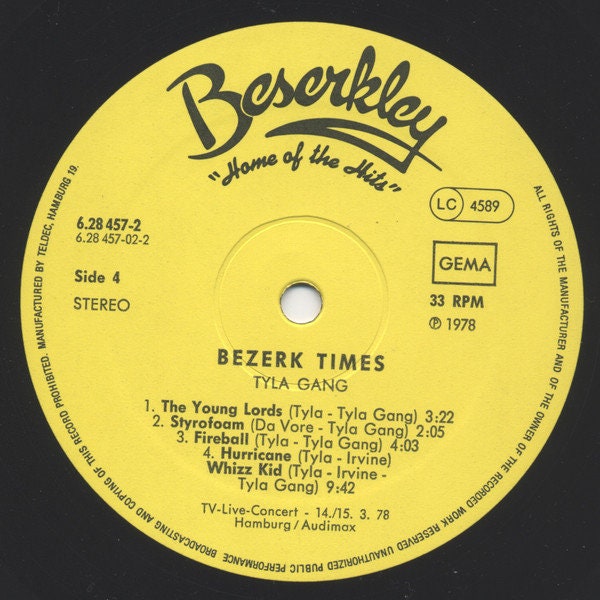 Beserkley
"Home of the Hits"
6.28 457-2
6.28 457-02-2
LC 4589
GEMA
Side 4
STEREO
33 RPM
℗ 1978
BEZERK TIMES
TYLA GANG
1. The Young Lords (Tyla - Tyla Gang) 3:22
2. Styrofoam (Da Vore - Tyla Gang) 2:05
3. Fireball (Tyla - Tyla Gang) 4:03
4. Hurricane (Tyla - Irvine)
Whizz Kid (Tyla - Irvine -
Tyla Gang) 9:42
TV-Live-Concert - 14./15. 3. 78
Hamburg/Audimax
ALL RIGHTS OF THE MANUFACTURER AND OF THE OWNER OF THE RECORDED WORK RESERVED UNAUTHORIZED PUBLIC PERFORMANCE BROADCASTING AND COPYING OF THIS RECORD PROHIBITED. MANUFACTURED BY TELDEC, HAMBURG 19.